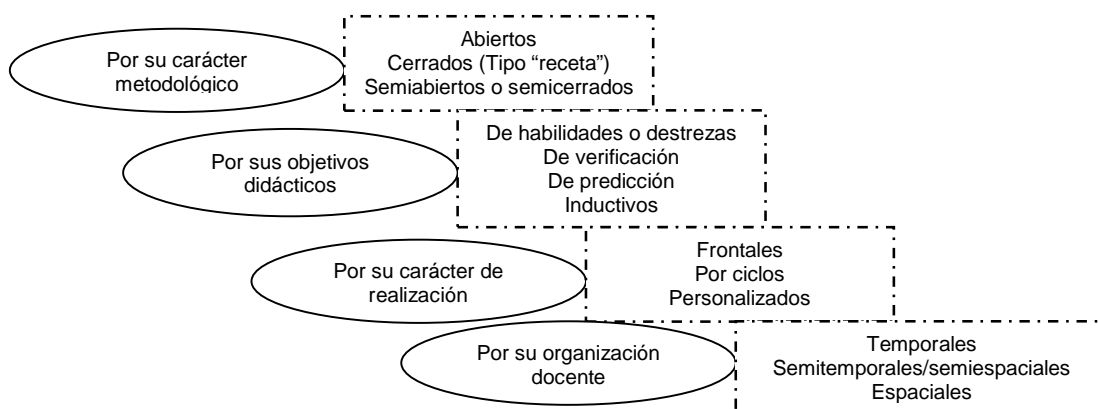 Por su carácter
metodológico
Abiertos
Cerrados (Tipo “receta”)
Semiabiertos o semicerrados
Por sus objetivos
didácticos
De habilidades o destrezas
De verificación
De predicción
Inductivos
Por su carácter de
realización
Frontales
Por ciclos
Personalizados
Por su organización
docente
Temporales
Semitemporales/semiespaciales
Espaciales